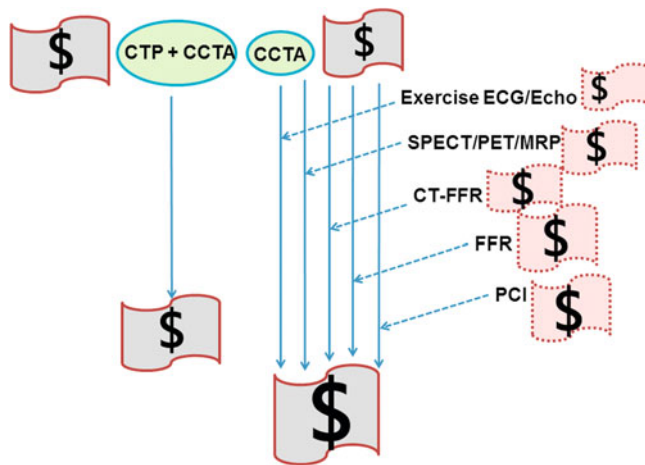 $ CTP + CCTA CCTA $
Exercise ECG/Echo $
SPECT/PET/MRP $
CT-FFR $
FFR $
PCI $
$
$